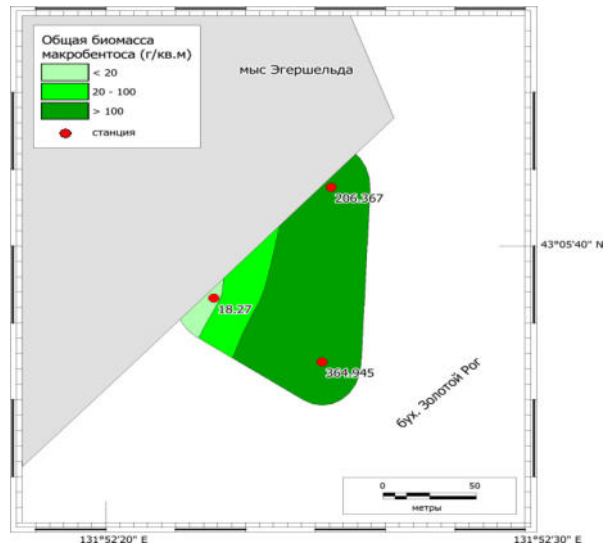 Общая биомасса
макробентоса (г/кв.м)
< 20
20 - 100
> 100
станция
мыс Эгершельда
206.367
43°05'40" N
18.27
364.945
бух. Золотой Рог
0 50
метры
131°52'20" E 131°52'30" E